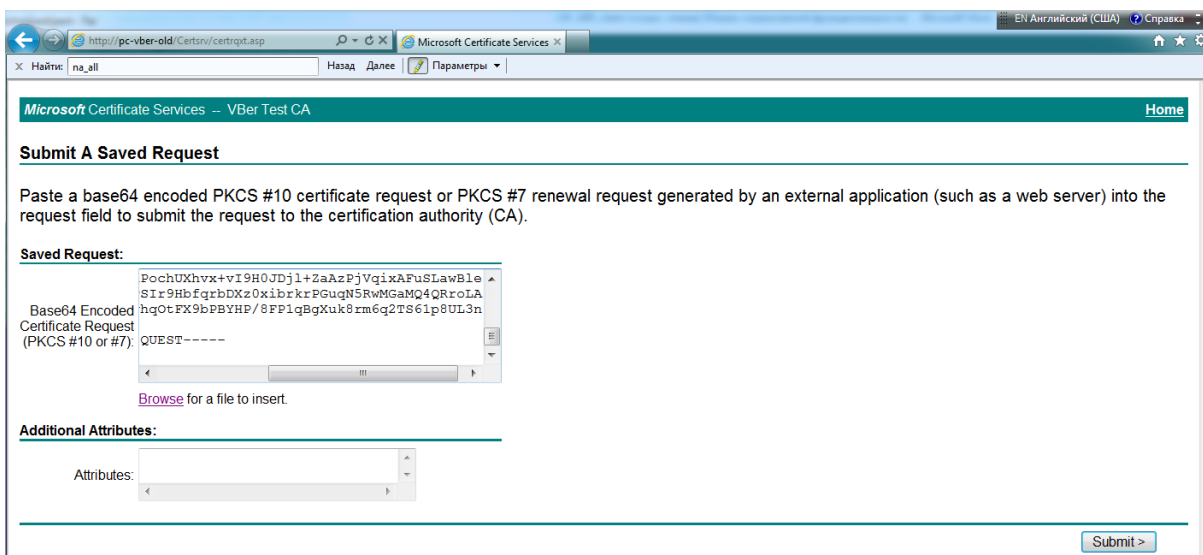 EN Английский (США) Справка
http://pc-vber-old/Certsrv/certrqxt.asp Microsoft Certificate Services
Найти: na_all Назад Далее Параметры
Microsoft Certificate Services -- VBer Test CA Home
Submit A Saved Request
Paste a base64 encoded PKCS #10 certificate request or PKCS #7 renewal request generated by an external application (such as a web server) into the
request field to submit the request to the certification authority (CA).
Saved Request:
PochUXhvx+vI9H0JDjl+ZaAzPjVqixAFuSLawBle
SIr9HbfqrbDXz0xibrkrPGuqN5RwMGaMQ4QRroLA
hqOtFX9bPBYHP/8FP1qBgXuk8rm6q2TS61p8UL3n
Base64 Encoded
Certificate Request
(PKCS #10 or #7): QUEST-----
Browse for a file to insert.
Additional Attributes:
Attributes:
Submit >